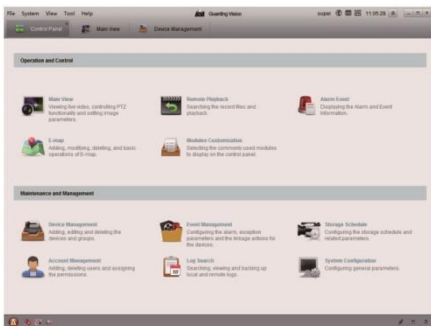 File System View Tool Help
Guarding Vision
super
11:05:28
Control Panel
Main View
Device Management
Operation and Control
Main View
Viewing live video, controlling PTZ functionality and setting image parameters.
Remote Playback
Searching the record files and playback.
Alarm Event
Displaying the Alarm and Event Information.
E-map
Adding, modifying, deleting, and basic operations of E-map.
Modules Customization
Selecting the commonly used modules to display on the control panel.
Maintenance and Management
Device Management
Adding, editing and deleting the devices and groups.
Event Management
Configuring the alarm, exception parameters and the linkage actions for the devices.
Storage Schedule
Configuring the storage schedule and related parameters.
Account Management
Adding, deleting users and assigning the permissions.
Log Search
Searching, viewing and backing up local and remote logs.
System Configuration
Configuring general parameters.